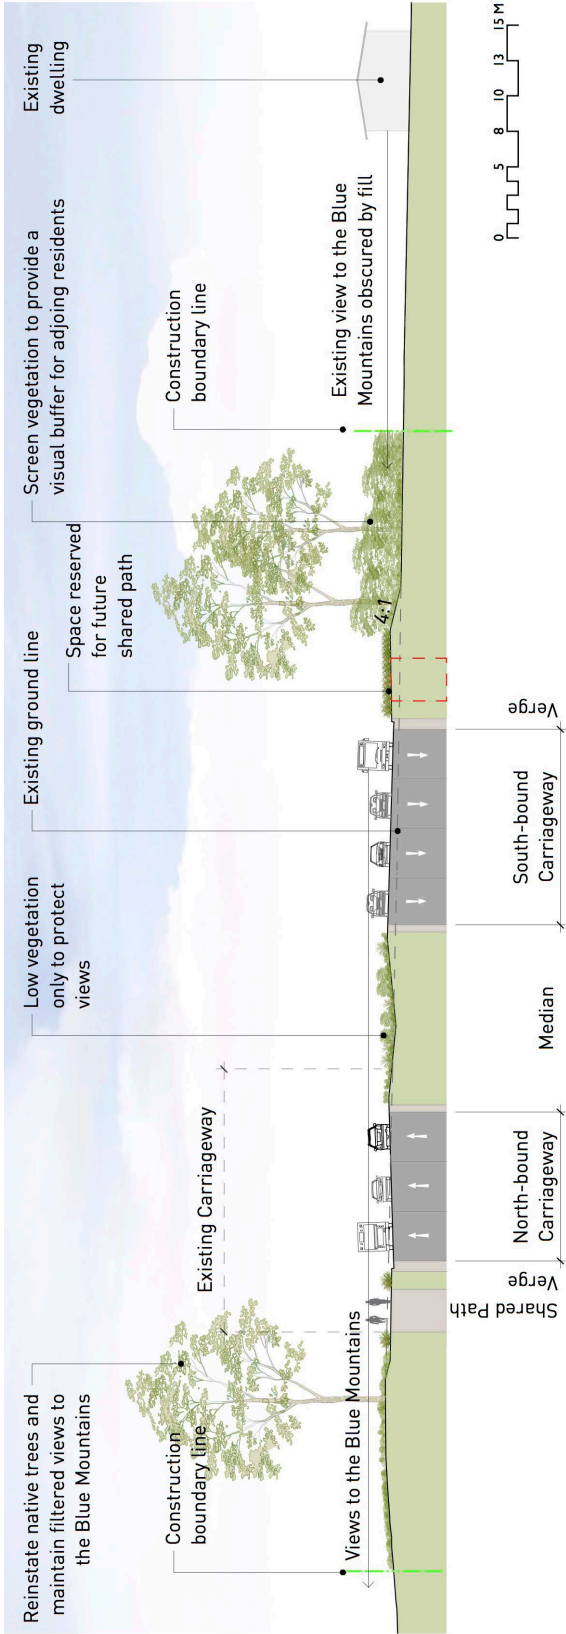 Reinstate native trees and
maintain filtered views to
the Blue Mountains
Low vegetation
only to protect
views
Existing ground line
Space reserved
for future
shared path
Screen vegetation to provide a
visual buffer for adjoing residents
Existing
dwelling
Construction
boundary line
Existing Carriageway
Construction
boundary line
Views to the Blue Mountains
Existing view to the Blue
Mountains obscured by fill
4:1
Shared Path
Verge
North-bound
Carriageway
Median
South-bound
Carriageway
Verge
0 5 8 10 13 15 M